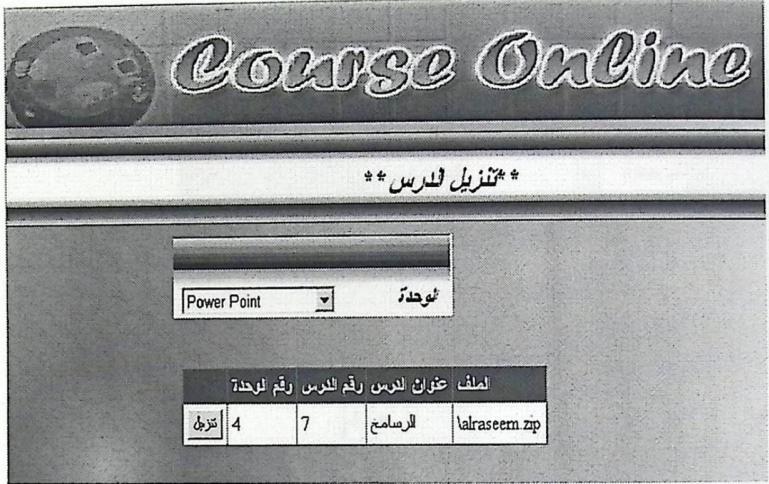 Course Online
**تنزيل الدرس**
الوحدة
Power Point
الملف عنوان الدرس رقم الدرس رقم الوحدة
\alraseem.zip الرسامخ 7 4 تنزيل